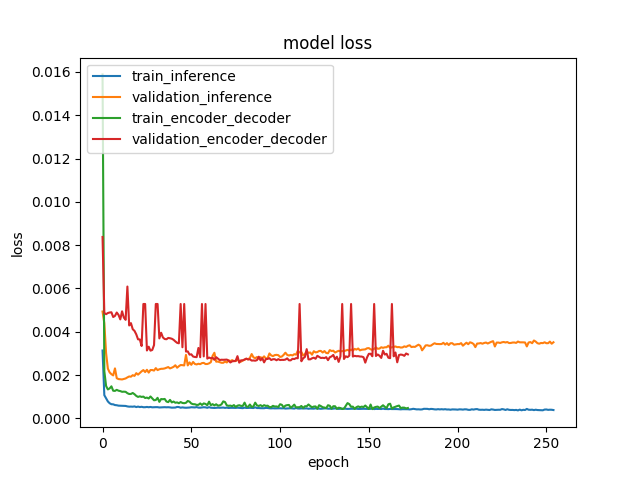 model loss
train_inference
validation_inference
train_encoder_decoder
validation_encoder_decoder
loss
0.016
0.014
0.012
0.010
0.008
0.006
0.004
0.002
0.000
0
50
100
150
200
250
epoch